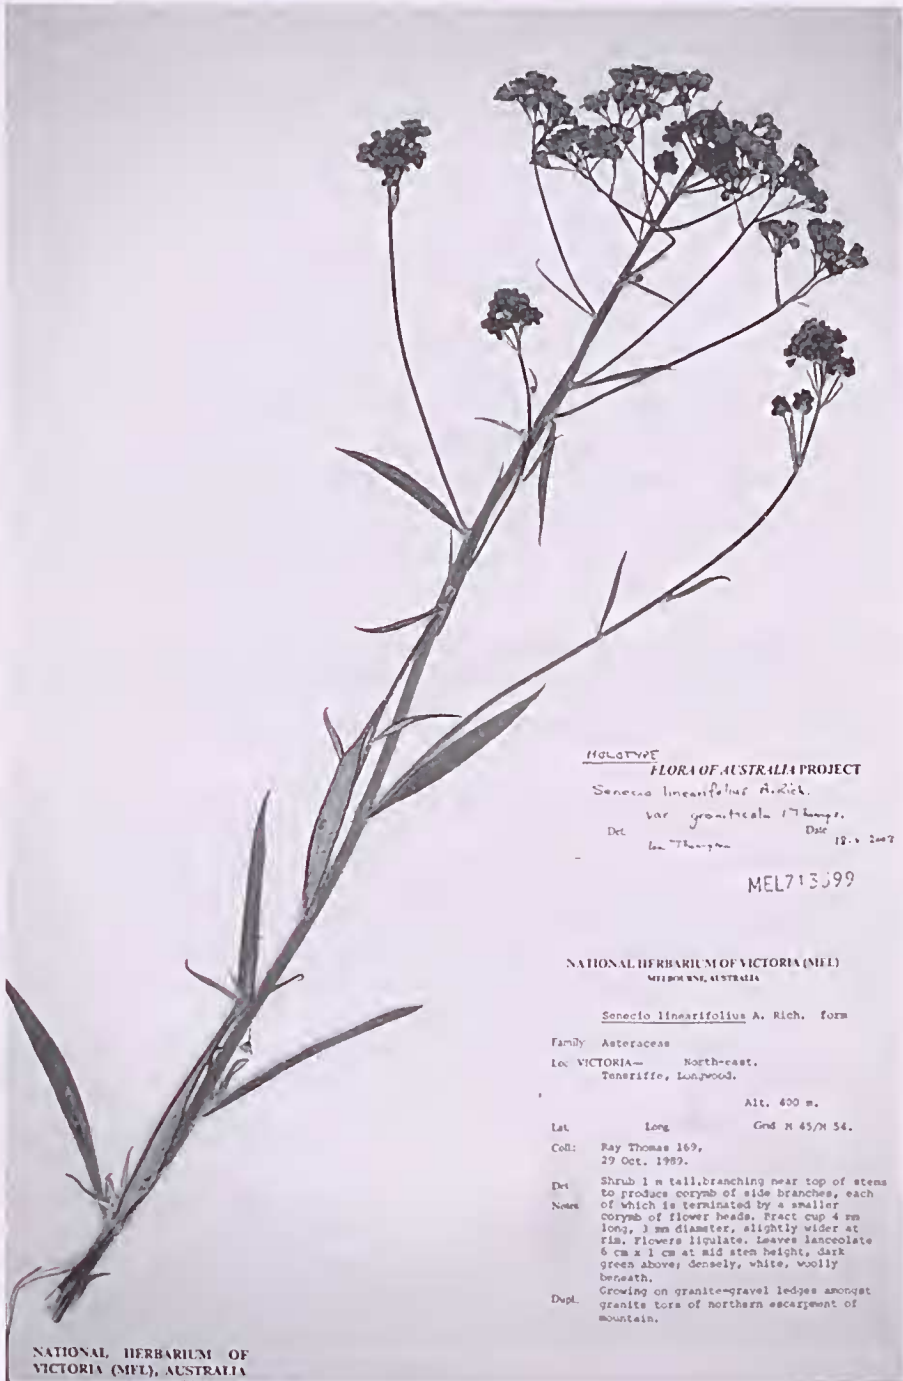 HOLOTYPE
FLORA OF AUSTRALIA PROJECT
Senecio linearifolius A.Rich.
var graniticola I Thomps.
Det. Date
Ian Thompson 2003
MEL713
NATIONAL HERBARIUM OF VICTORIA (MEL)
MELBOURNE, AUSTRALIA
Senecio linearifolius A. Rich. form
Family Asteraceae
Loc VICTORIA— North-east.
Teneriffe, Longwood.
Alt. 400 m.
Lat. Long Grid M 45/M 54.
Coll: Ray Thomas 169,
29 Oct. 1989.
Det Shrub 1 m tall, branching near top of stems
to produce corymb of side branches, each
Notes of which is terminated by a smaller
corymb of flower heads. Bract cup 4 mm
long, 3 mm diameter, slightly wider at
rim. Flowers ligulate. Leaves lanceolate
6 cm x 1 cm at mid stem height, dark
green above; densely, white, woolly
beneath.
Growing on granite-gravel ledges amongst
Dupl. granite tors of northern escarpment of
mountain.
NATIONAL HERBARIUM OF
VICTORIA (MEL), AUSTRALIA